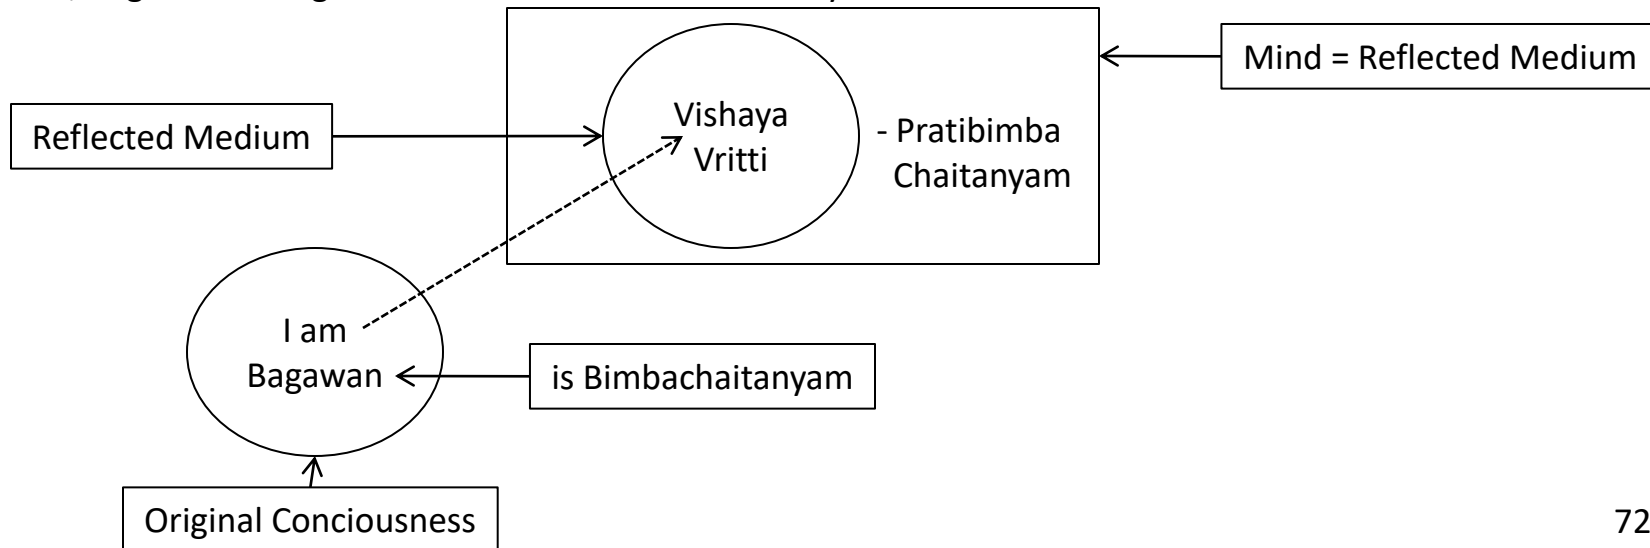 Mind = Reflected Medium
Reflected Medium
Vishaya
Vritti
- Pratibimba
Chaitanyam
I am
Bagawan
is Bimbachaitanyam
Original Conciousness
72